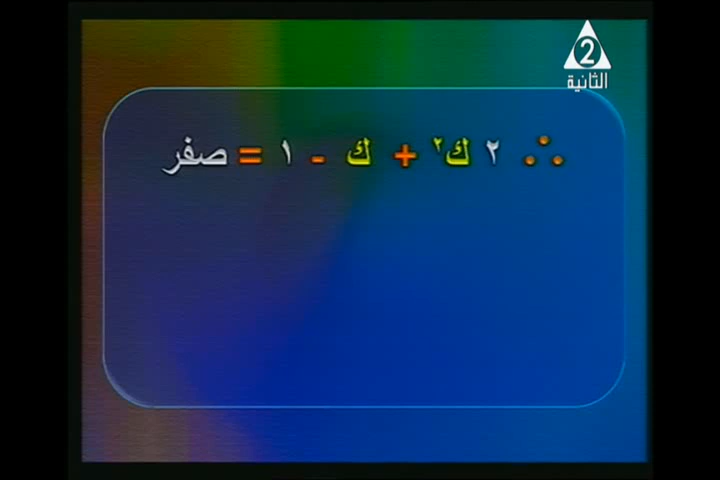 2
الثانية
∴ ٢ ك٢ + ك - ١ = صفر